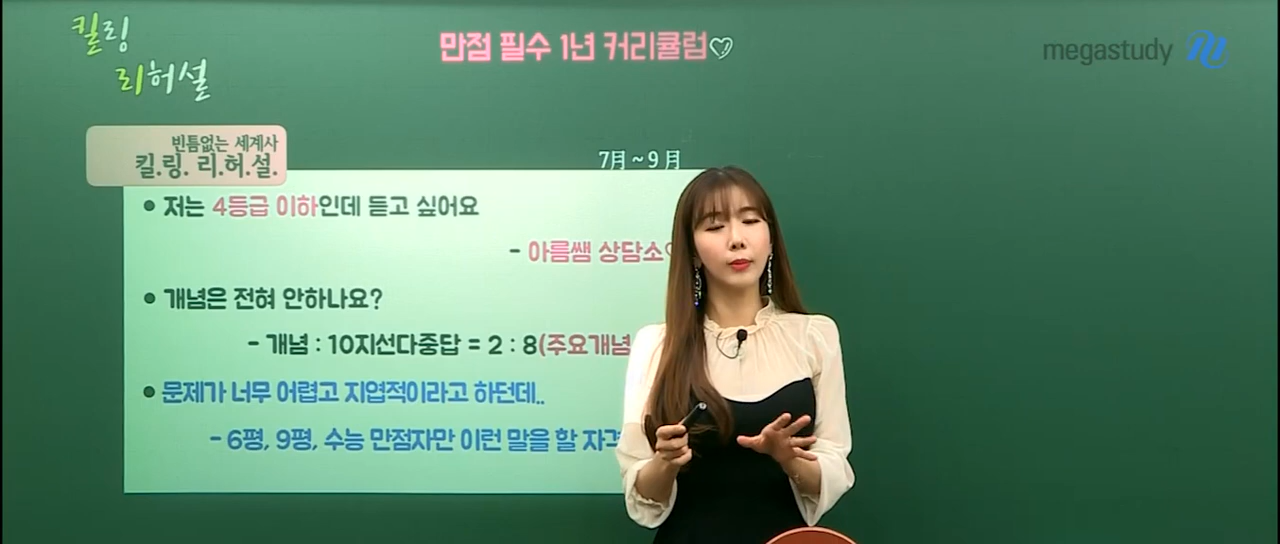 킬링
리허설
만점 필수 1년 커리큘럼♡
megastudy
빈틈없는 세계사
킬.링. 리.허.설.
7月 ~ 9月
• 저는 4등급 이하인데 듣고 싶어요
- 아름쌤 상담소
• 개념은 전혀 안하나요?
- 개념 : 10지선다중답 = 2 : 8(주요개념
• 문제가 너무 어렵고 지엽적이라고 하던데..
- 6평, 9평, 수능 만점자만 이런 말을 할